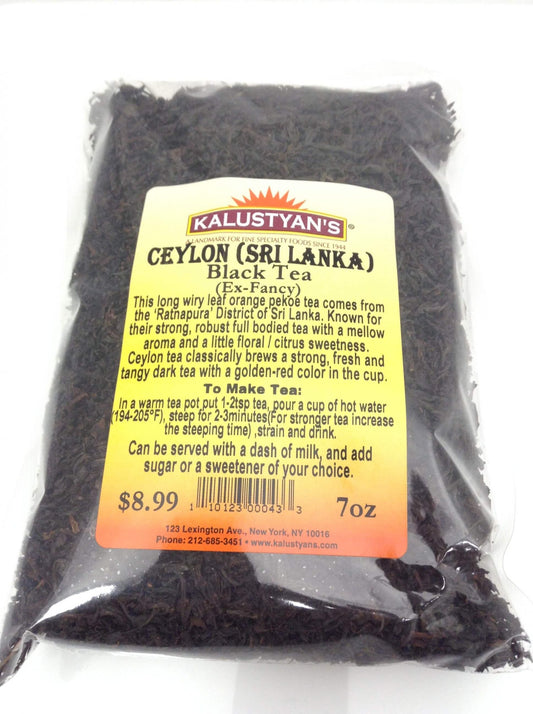 KALUSTYAN'S®
A LANDMARK FOR FINE SPECIALTY FOODS SINCE 1944
CEYLON (SRI LANKA)
Black Tea
(Ex-Fancy)
This long wiry leaf orange pekoe tea comes from
the 'Ratnapura' District of Sri Lanka. Known for
their strong, robust full bodied tea with a mellow
aroma and a little floral / citrus sweetness.
Ceylon tea classically brews a strong, fresh and
tangy dark tea with a golden-red color in the cup.
To Make Tea:
In a warm tea pot put 1-2tsp tea, pour a cup of hot water
(194-205°F), steep for 2-3minutes(For stronger tea increase
the steeping time) ,strain and drink.
Can be served with a dash of milk, and add
sugar or a sweetener of your choice.
$8.99 1 10123 00043 3 7oz
123 Lexington Ave., New York, NY 10016
Phone: 212-685-3451 • www.kalustyans.com